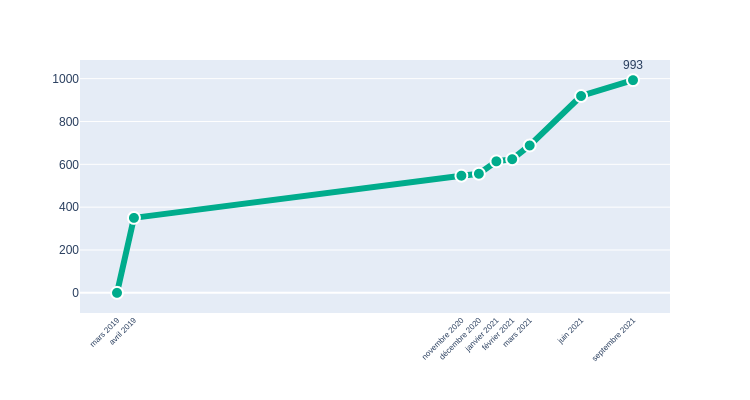 993
1000
800
600
400
200
0
mars 2019
avril 2019
novembre 2020
décembre 2020
janvier 2021
février 2021
mars 2021
juin 2021
septembre 2021